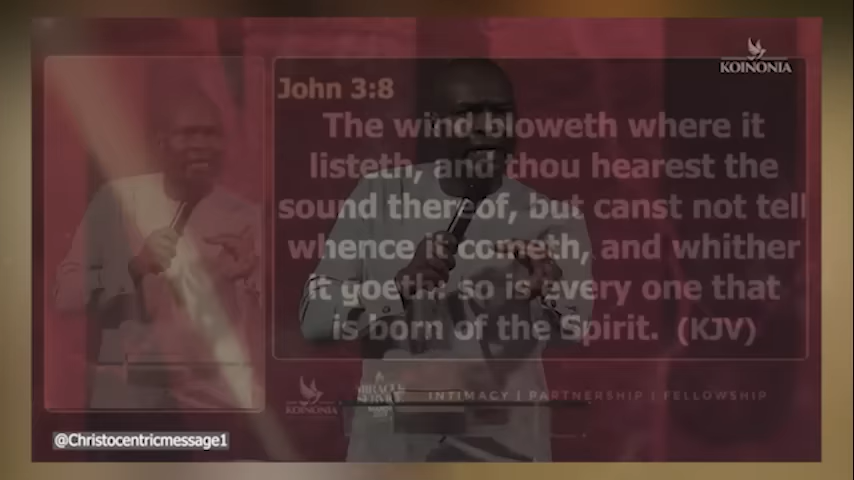 KOINONIA
John 3:8
The wind bloweth where it
listeth, and thou hearest the
sound thereof, but canst not tell
whence it cometh, and whither
it goeth: so is every one that
is born of the Spirit. (KJV)
KOINONIA
MIRACLE
SERVICE
INTIMACY | PARTNERSHIP | FELLOWSHIP
@Christocentricmessage1